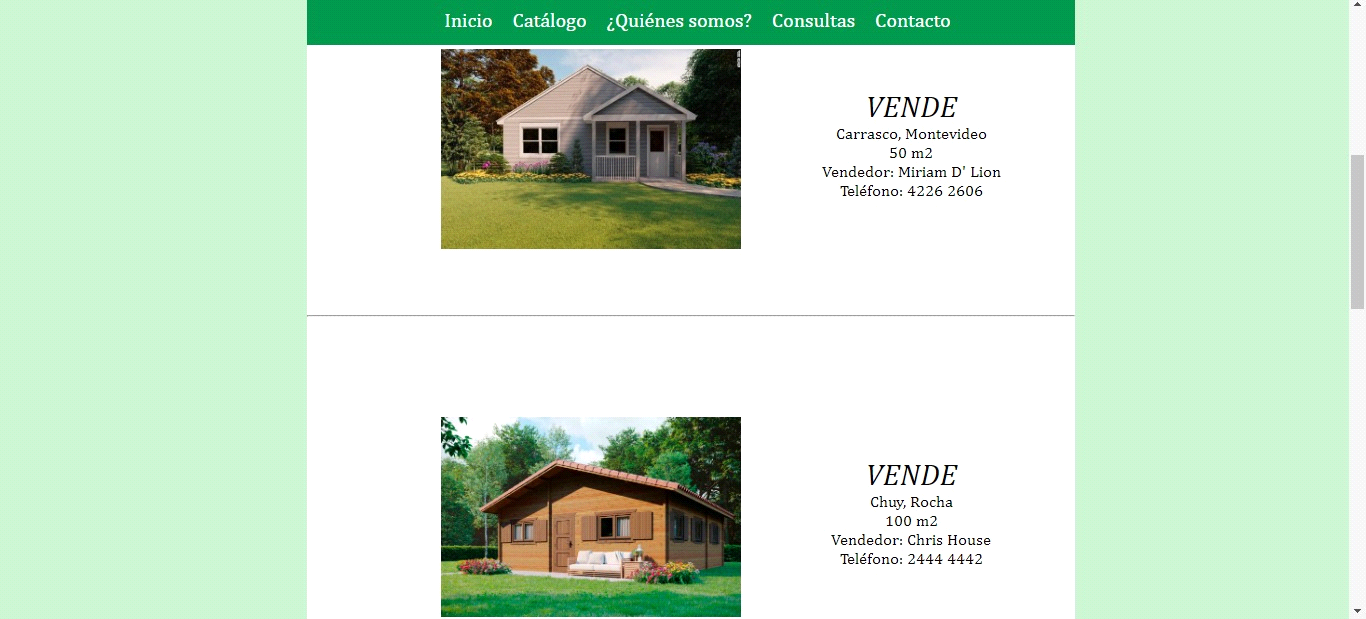 Inicio Catálogo ¿Quiénes somos? Consultas Contacto
VENDE
Carrasco, Montevideo
50 m2
Vendedor: Miriam D' Lion
Teléfono: 4226 2606
VENDE
Chuy, Rocha
100 m2
Vendedor: Chris House
Teléfono: 2444 4442